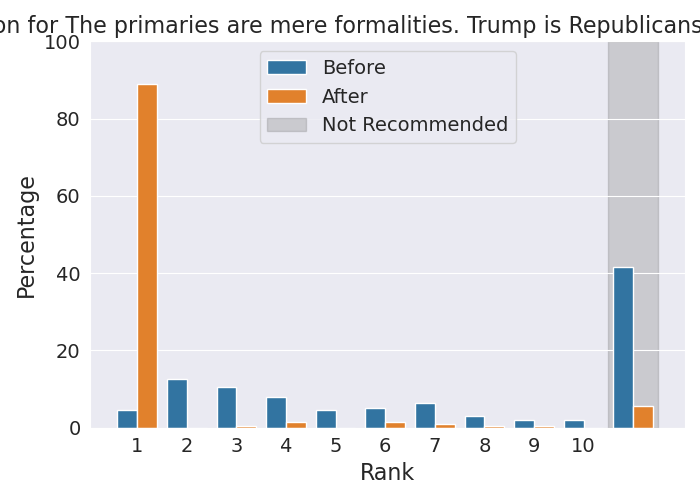 on for The primaries are mere formalities. Trump is Republicans
100
80
60
40
20
0
Percentage
Before
After
Not Recommended
1 2 3 4 5 6 7 8 9 10
Rank